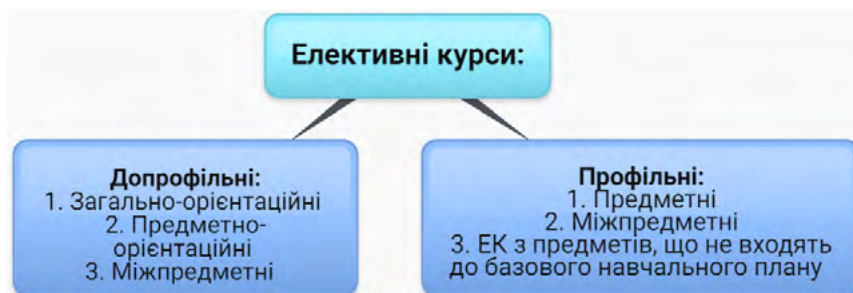 Елективні курси:
Допрофільні:
1. Загально-орієнтаційні
2. Предметно-
орієнтаційні
3. Міжпредметні
Профільні:
1. Предметні
2. Міжпредметні
3. ЕК з предметів, що не входять
до базового навчального плану